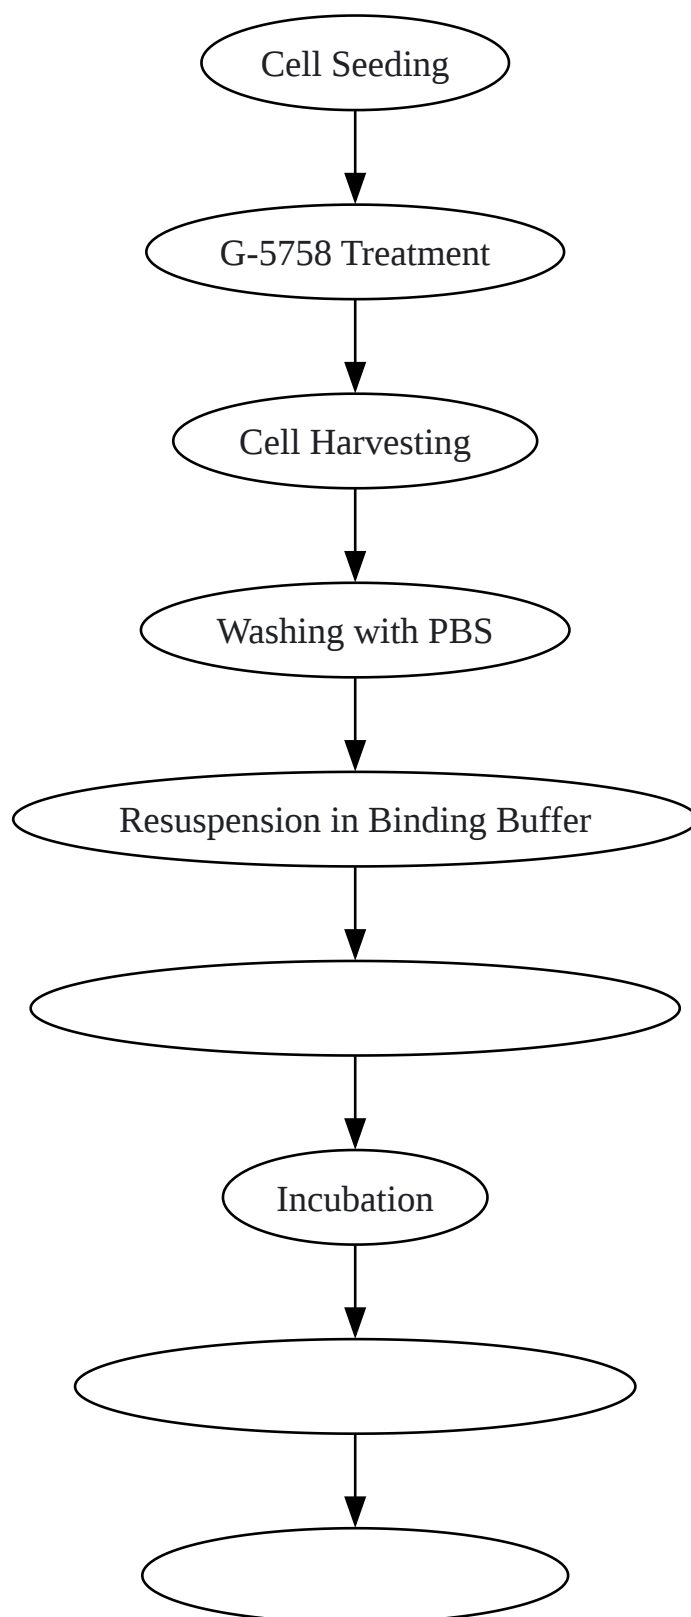 Cell Seeding
G-5758 Treatment
Cell Harvesting
Washing with PBS
Resuspension in Binding Buffer
Incubation